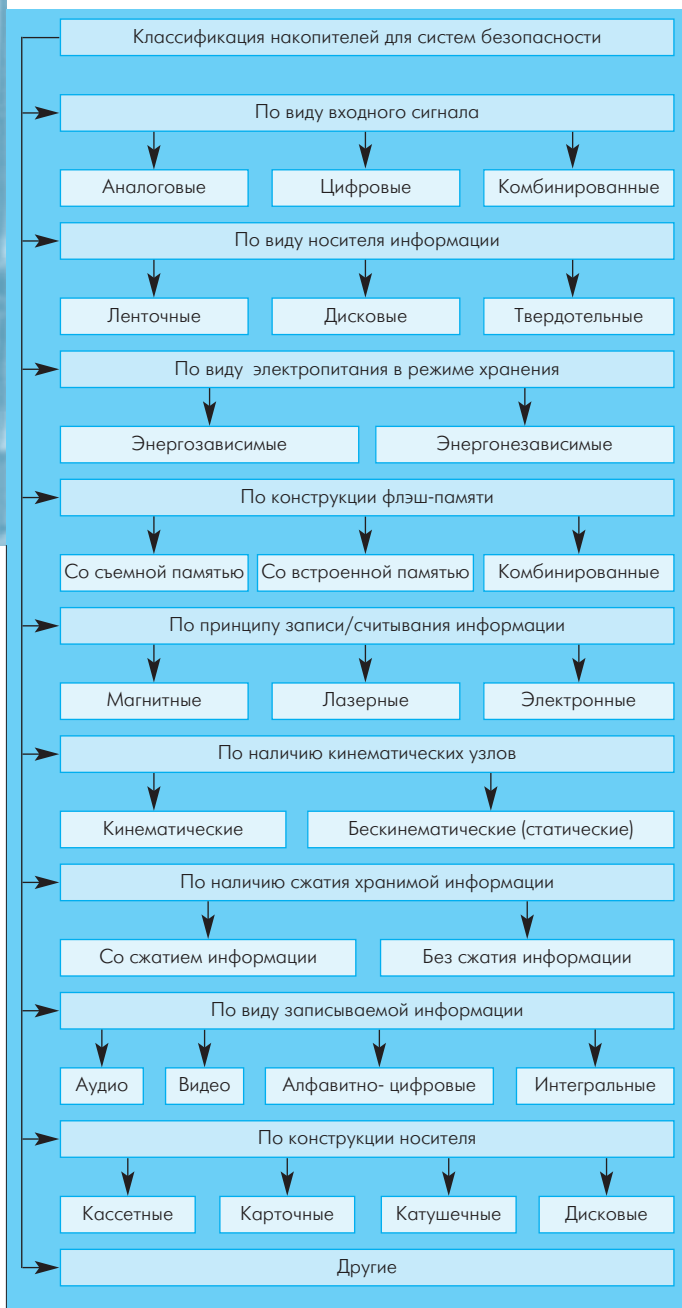 Классификация накопителей для систем безопасности
По виду входного сигнала
Аналоговые
Цифровые
Комбинированные
По виду носителя информации
Ленточные
Дисковые
Твердотельные
По виду электропитания в режиме хранения
Энергозависимые
Энергонезависимые
По конструкции флэш-памяти
Со съемной памятью
Со встроенной памятью
Комбинированные
По принципу записи/считывания информации
Магнитные
Лазерные
Электронные
По наличию кинематических узлов
Кинематические
Бескинематические (статические)
По наличию сжатия хранимой информации
Со сжатием информации
Без сжатия информации
По виду записываемой информации
Аудио
Видео
Алфавитно- цифровые
Интегральные
По конструкции носителя
Кассетные
Карточные
Катушечные
Дисковые
Другие